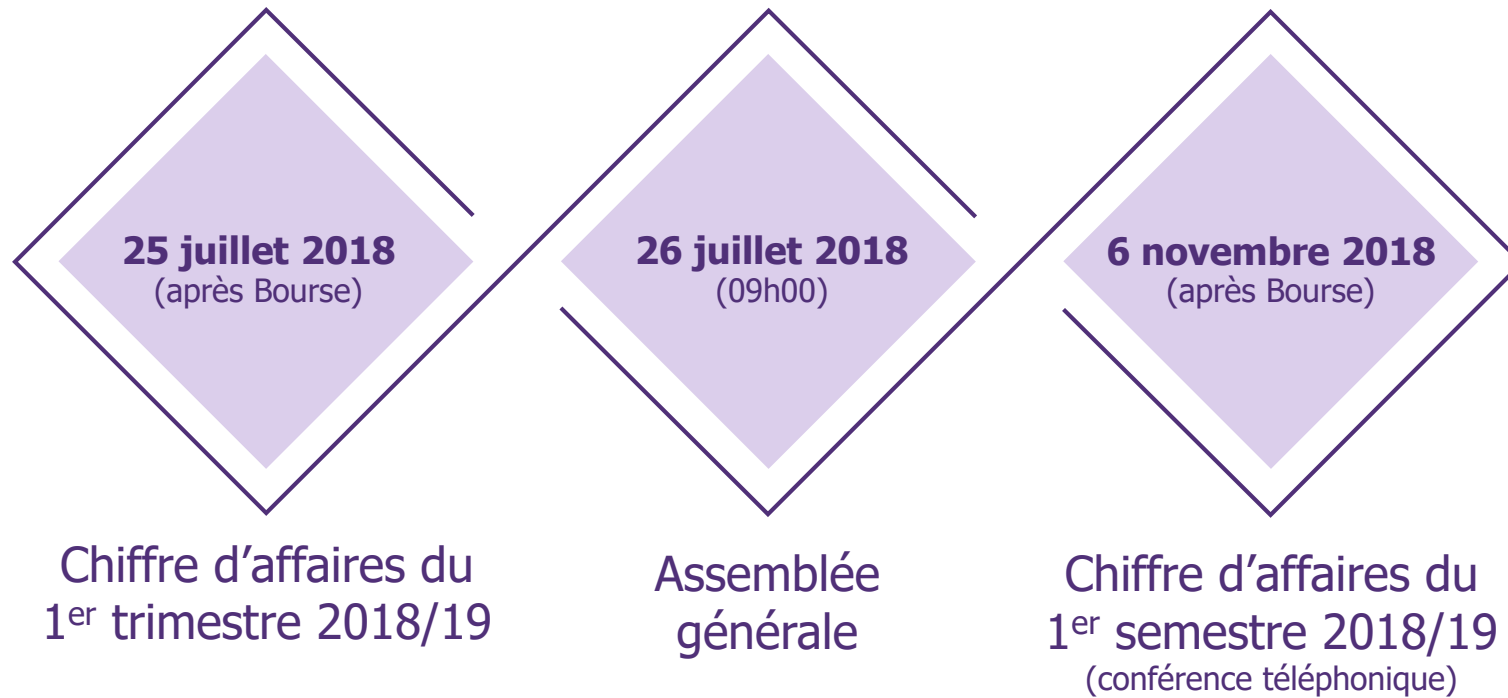 25 juillet 2018
(après Bourse)
Chiffre d’affaires du
1er trimestre 2018/19
26 juillet 2018
(09h00)
Assemblée
générale
6 novembre 2018
(après Bourse)
Chiffre d’affaires du
1er semestre 2018/19
(conférence téléphonique)